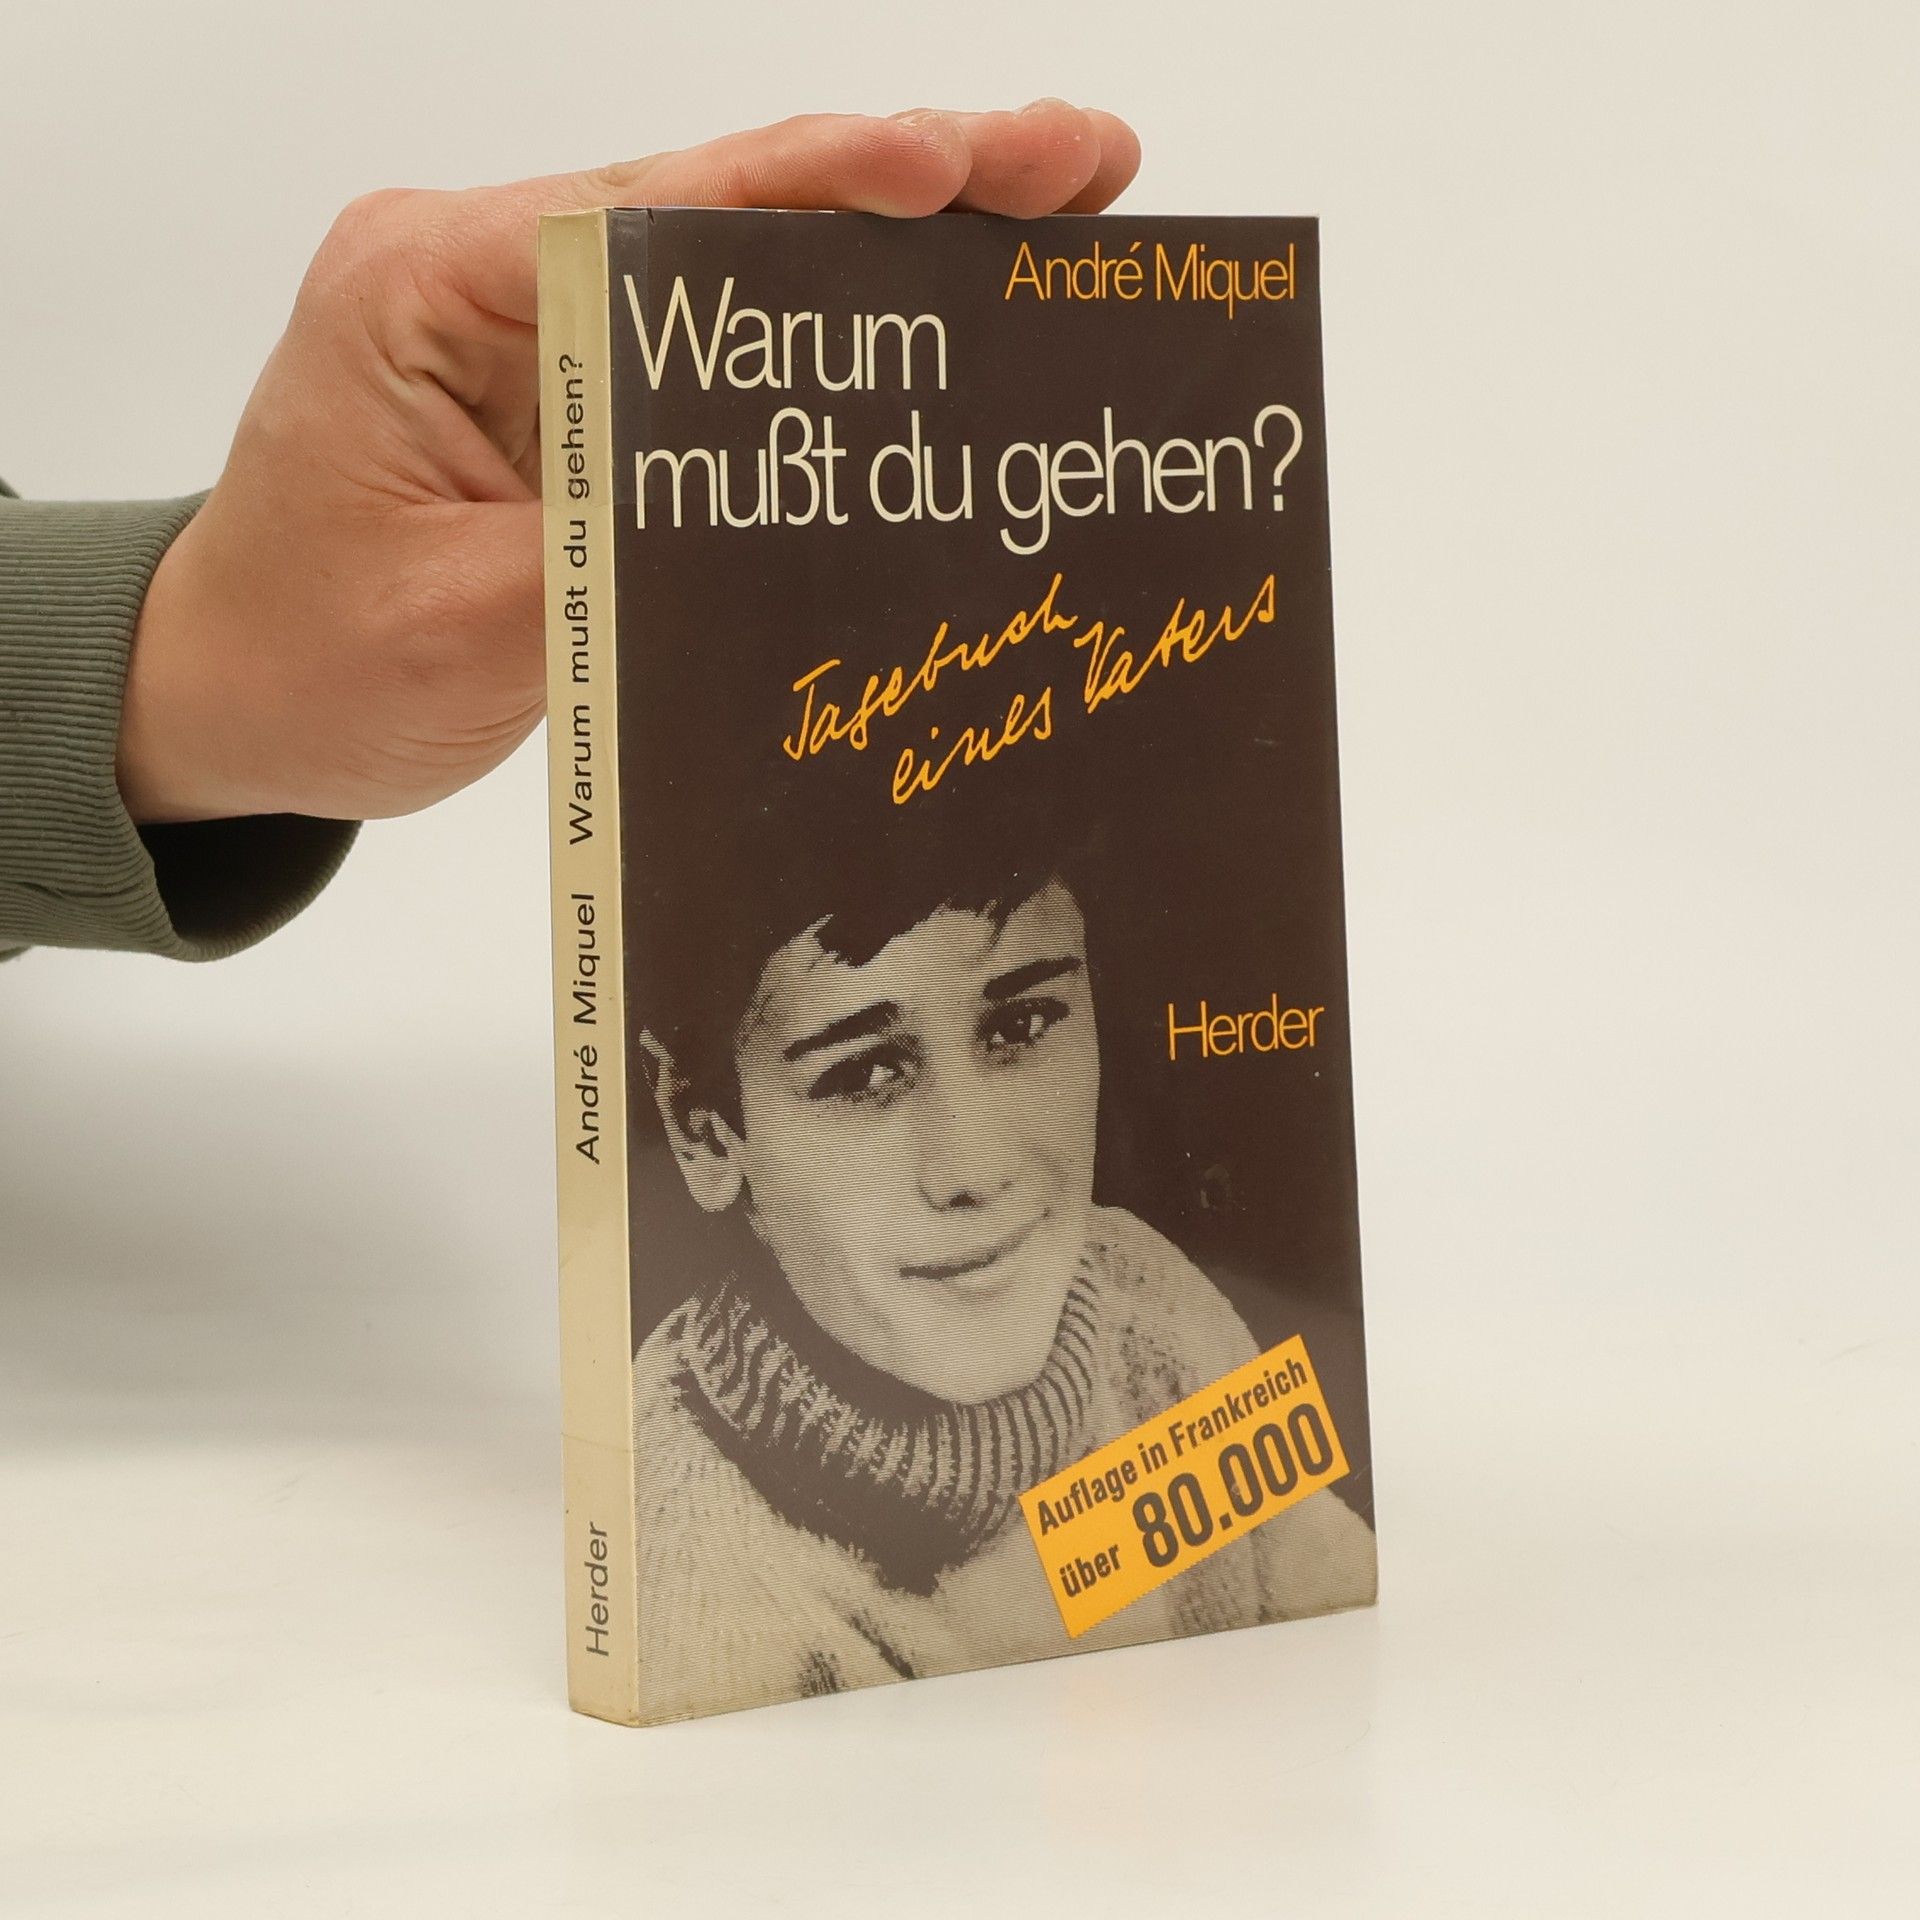 André Miquel
Warum
mußt du gehen?
Tagebuch
eines Vaters
Herder
Auflage in Frankreich
über 80.000
André Miquel Warum mußt du gehen?
Herder